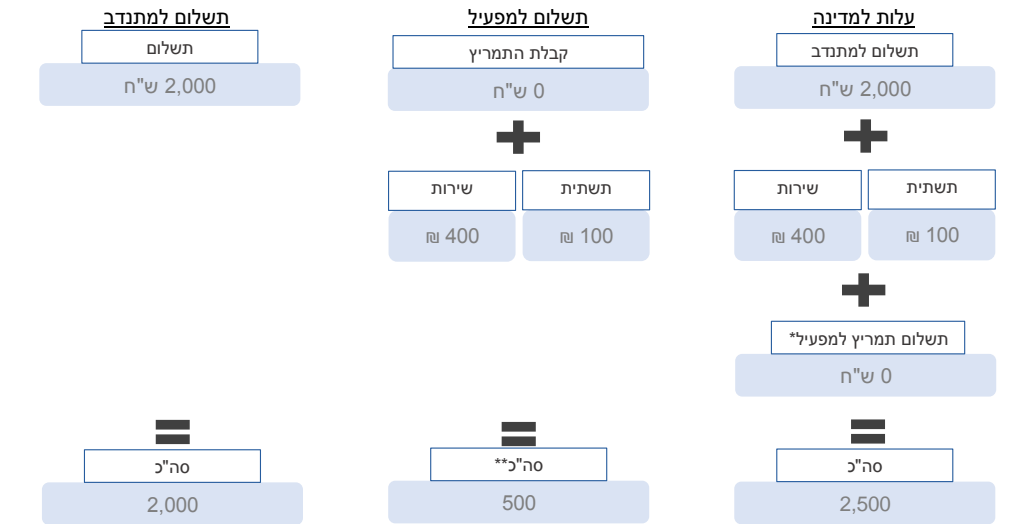 עלות למדינה
תשלום למתנדב
2,000 ש"ח
תשתית
שירות
100 ₪
400 ₪
תשלום תמריץ למפעיל*
0 ש"ח
סה"כ
2,500
תשלום למפעיל
קבלת התמריץ
0 ש"ח
תשתית
שירות
100 ₪
400 ₪
סה"כ**
500
תשלום למתנדב
תשלום
2,000 ש"ח
סה"כ
2,000